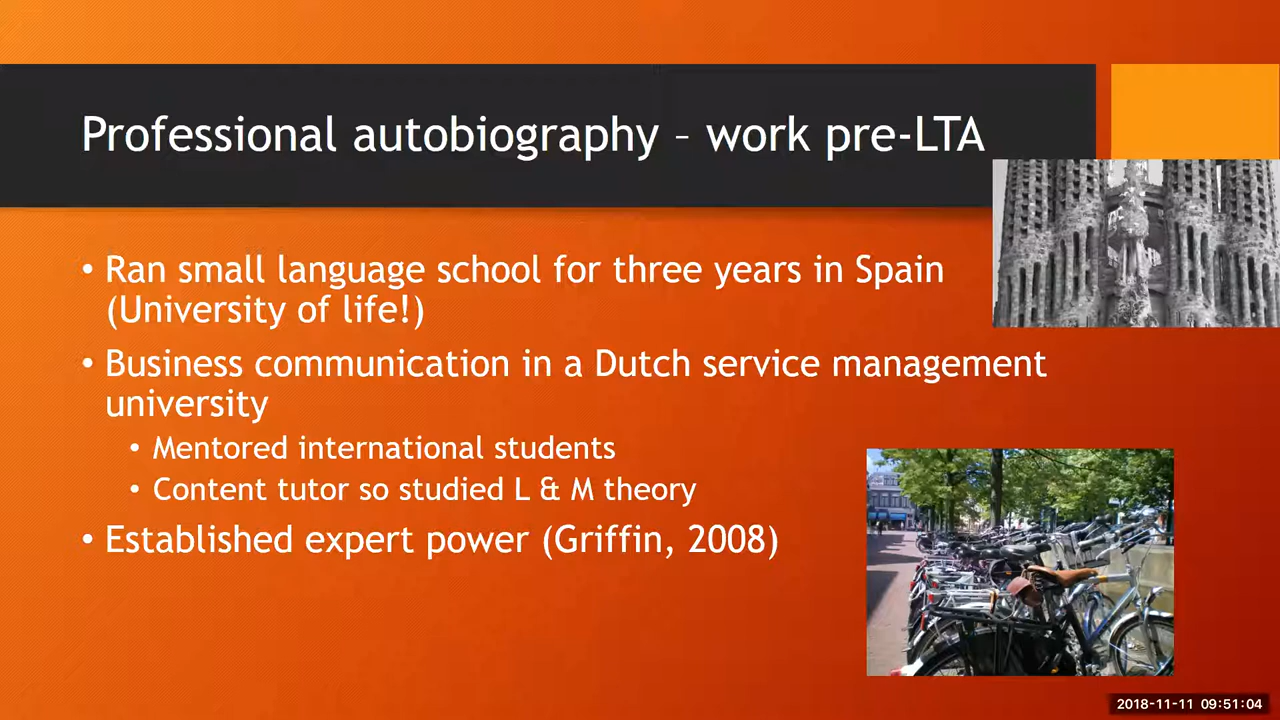 Professional autobiography – work pre-LTA
• Ran small language school for three years in Spain
(University of life!)
• Business communication in a Dutch service management
university
• Mentored international students
• Content tutor so studied L & M theory
• Established expert power (Griffin, 2008)
2018-11-11 09:51:04